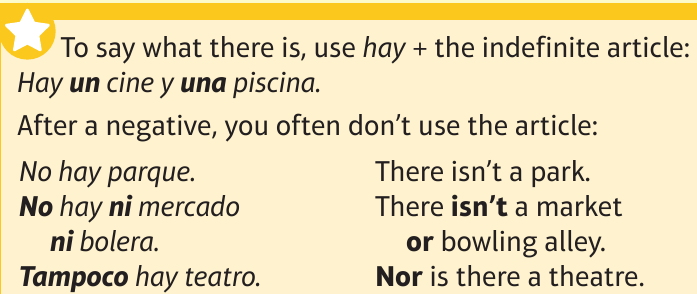 To say what there is, use hay + the indefinite article:
Hay un cine y una piscina.
After a negative, you often don't use the article:
No hay parque. There isn't a park.
No hay ni mercado There isn't a market
ni bolera. or bowling alley.
Tampoco hay teatro. Nor is there a theatre.